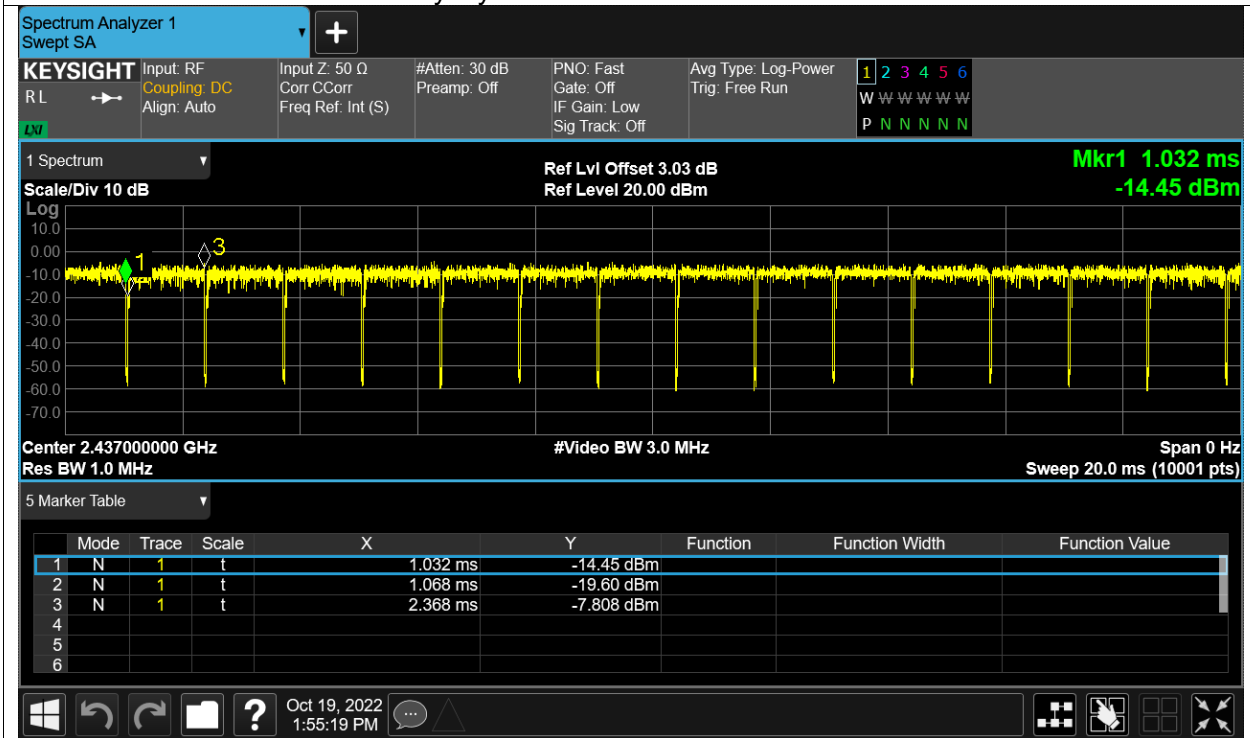 Spectrum Analyzer 1
Swept SA
+
KEYSIGHT Input: RF Input Z: 50 Ω #Atten: 30 dB PNO: Fast Avg Type: Log-Power 1 2 3 4 5 6
R L Coupling: DC Corr CCorr Preamp: Off Gate: Off Trig: Free Run W W W W W W
Align: Auto Freq Ref: Int (S) IF Gain: Low
LXI Sig Track: Off P N N N N N
1 Spectrum Ref Lvl Offset 3.03 dB Mkr1 1.032 ms
Scale/Div 10 dB Ref Level 20.00 dBm -14.45 dBm
Log
10.0
0.00
-10.0
-20.0
-30.0
-40.0
-50.0
-60.0
-70.0
1
3
Center 2.437000000 GHz #Video BW 3.0 MHz Span 0 Hz
Res BW 1.0 MHz Sweep 20.0 ms (10001 pts)
5 Marker Table
Mode Trace Scale X Y Function Function Width Function Value
1 N 1 t 1.032 ms -14.45 dBm
2 N 1 t 1.068 ms -19.60 dBm
3 N 1 t 2.368 ms -7.808 dBm
4
5
6
? Oct 19, 2022
1:55:19 PM